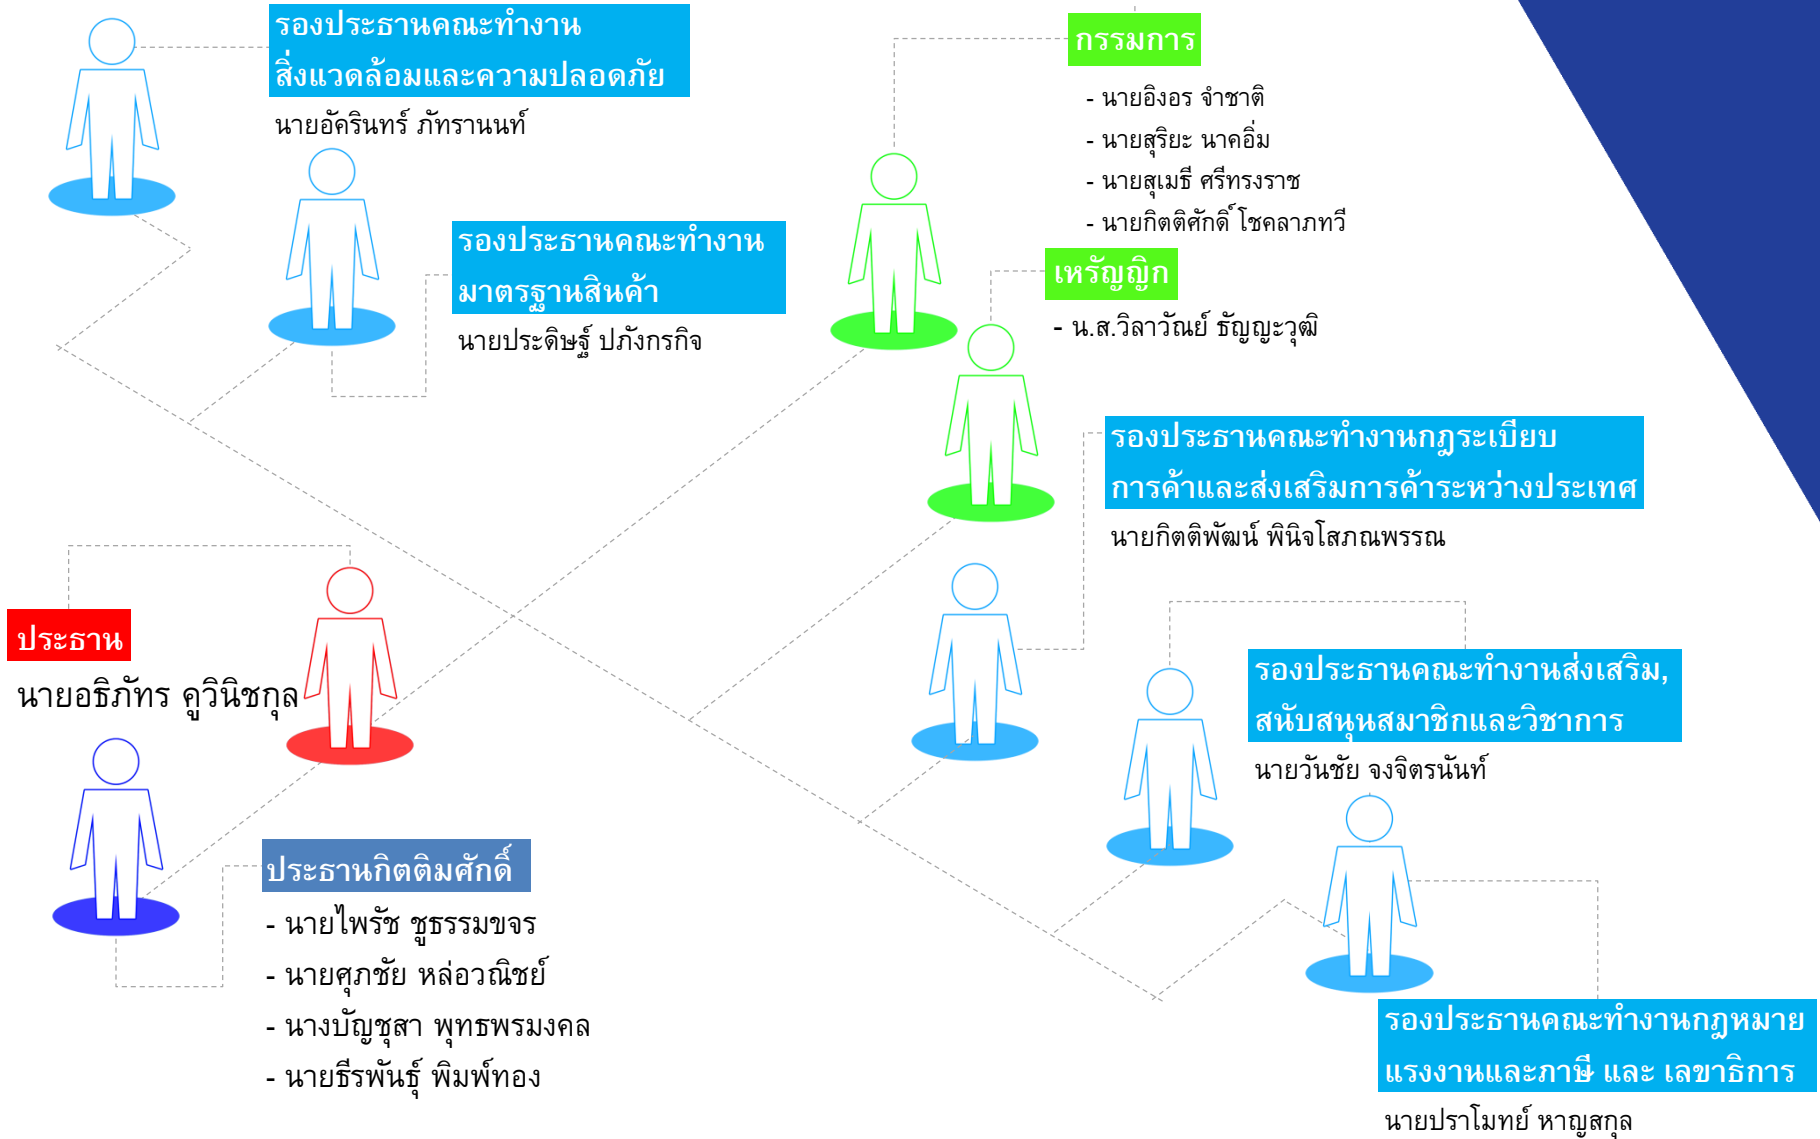 รองประธานคณะทำงาน
สิ่งแวดล้อมและความปลอดภัย
นายอัครินทร์ ภัทรานนท์
รองประธานคณะทำงาน
มาตรฐานสินค้า
นายประดิษฐ์ ปภังกรกิจ
ประธาน
นายอธิภัทร คูวินิชกุล
ประธานกิตติมศักดิ์
- นายไพรัช ชูธรรมขจร
- นายศุภชัย หล่อวณิชย์
- นางบัญชุสา พุทธพรมงคล
- นายธีรพันธุ์ พิมพ์ทอง
กรรมการ
- นายอิงอร จำชาติ
- นายสุริยะ นาคอิ่ม
- นายสุเมธี ศรีทรงราช
- นายกิตติศักดิ์ โชคลาภทวี
เหรัญญิก
- น.ส.วิลาวัณย์ ธัญญะวุฒิ
รองประธานคณะทำงานกฎระเบียบ
การค้าและส่งเสริมการค้าระหว่างประเทศ
นายกิตติพัฒน์ พินิจโสภณพรรณ
รองประธานคณะทำงานส่งเสริม,
สนับสนุนสมาชิกและวิชาการ
นายวันชัย จงจิตรนันท์
รองประธานคณะทำงานกฎหมาย
แรงงานและภาษี และ เลขาธิการ
นายปราโมทย์ หาญสกุล